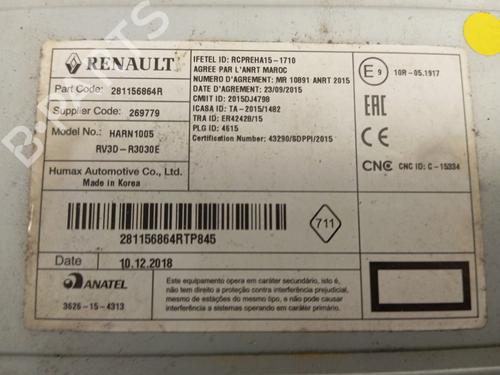 RENAULT
Part Code: 281156864R
Supplier Code: 269779
Model No: HARN1005
RV3D-R3030E
Humax Automotive Co., Ltd.
Made in Korea
IFETEL ID: RCPREHA15-1710
AGREE PAR L'ANRT MAROC
NUMERO D'AGREMENT: MR 10891 ANRT 2015
DATE D'AGREMENT: 23/09/2015
CMIIT ID: 2015DJ4798
ICASA ID: TA-2015/1482
TRA ID: ER42428/15
PLG ID: 4615
Certification Number: 43290/SDPPI/2015
E 9 10R-05.1917
EAC
CE
CNC CNC ID: C-15334
281156864RTP845
711
Date 10.12.2018
ANATEL
3626-15-4313
Este equipamento opera em caráter secundário, isto é,
não tem direito a proteção contra interferência
prejudicial, mesmo de estações do mesmo tipo, e não
pode causar interferência a sistemas operando em
caráter primário.